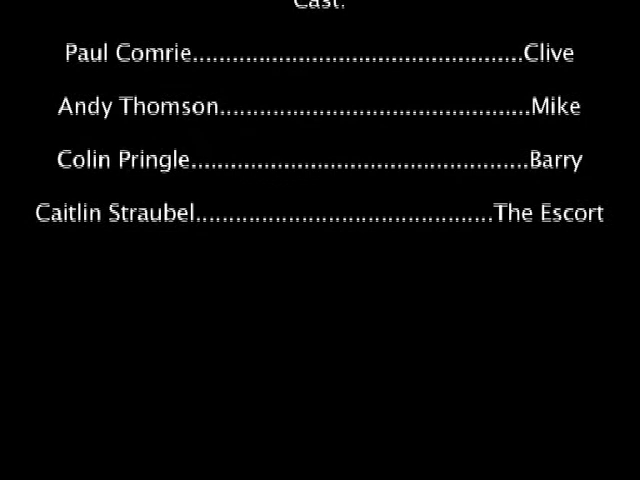 Cast:
Paul Comrie..................................................Clive
Andy Thomson...............................................Mike
Colin Pringle...................................................Barry
Caitlin Straubel.............................................The Escort